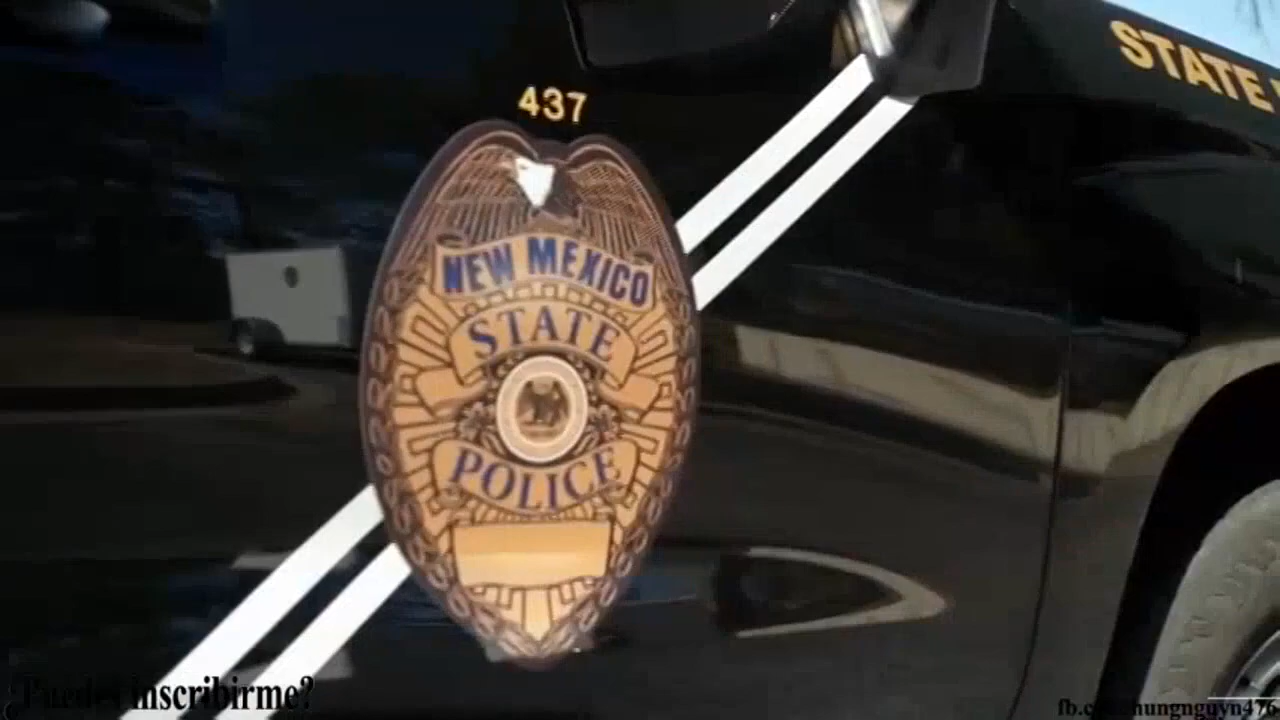 437
STATE
NEW MEXICO
STATE
POLICE
¿Puedes inscribirme?